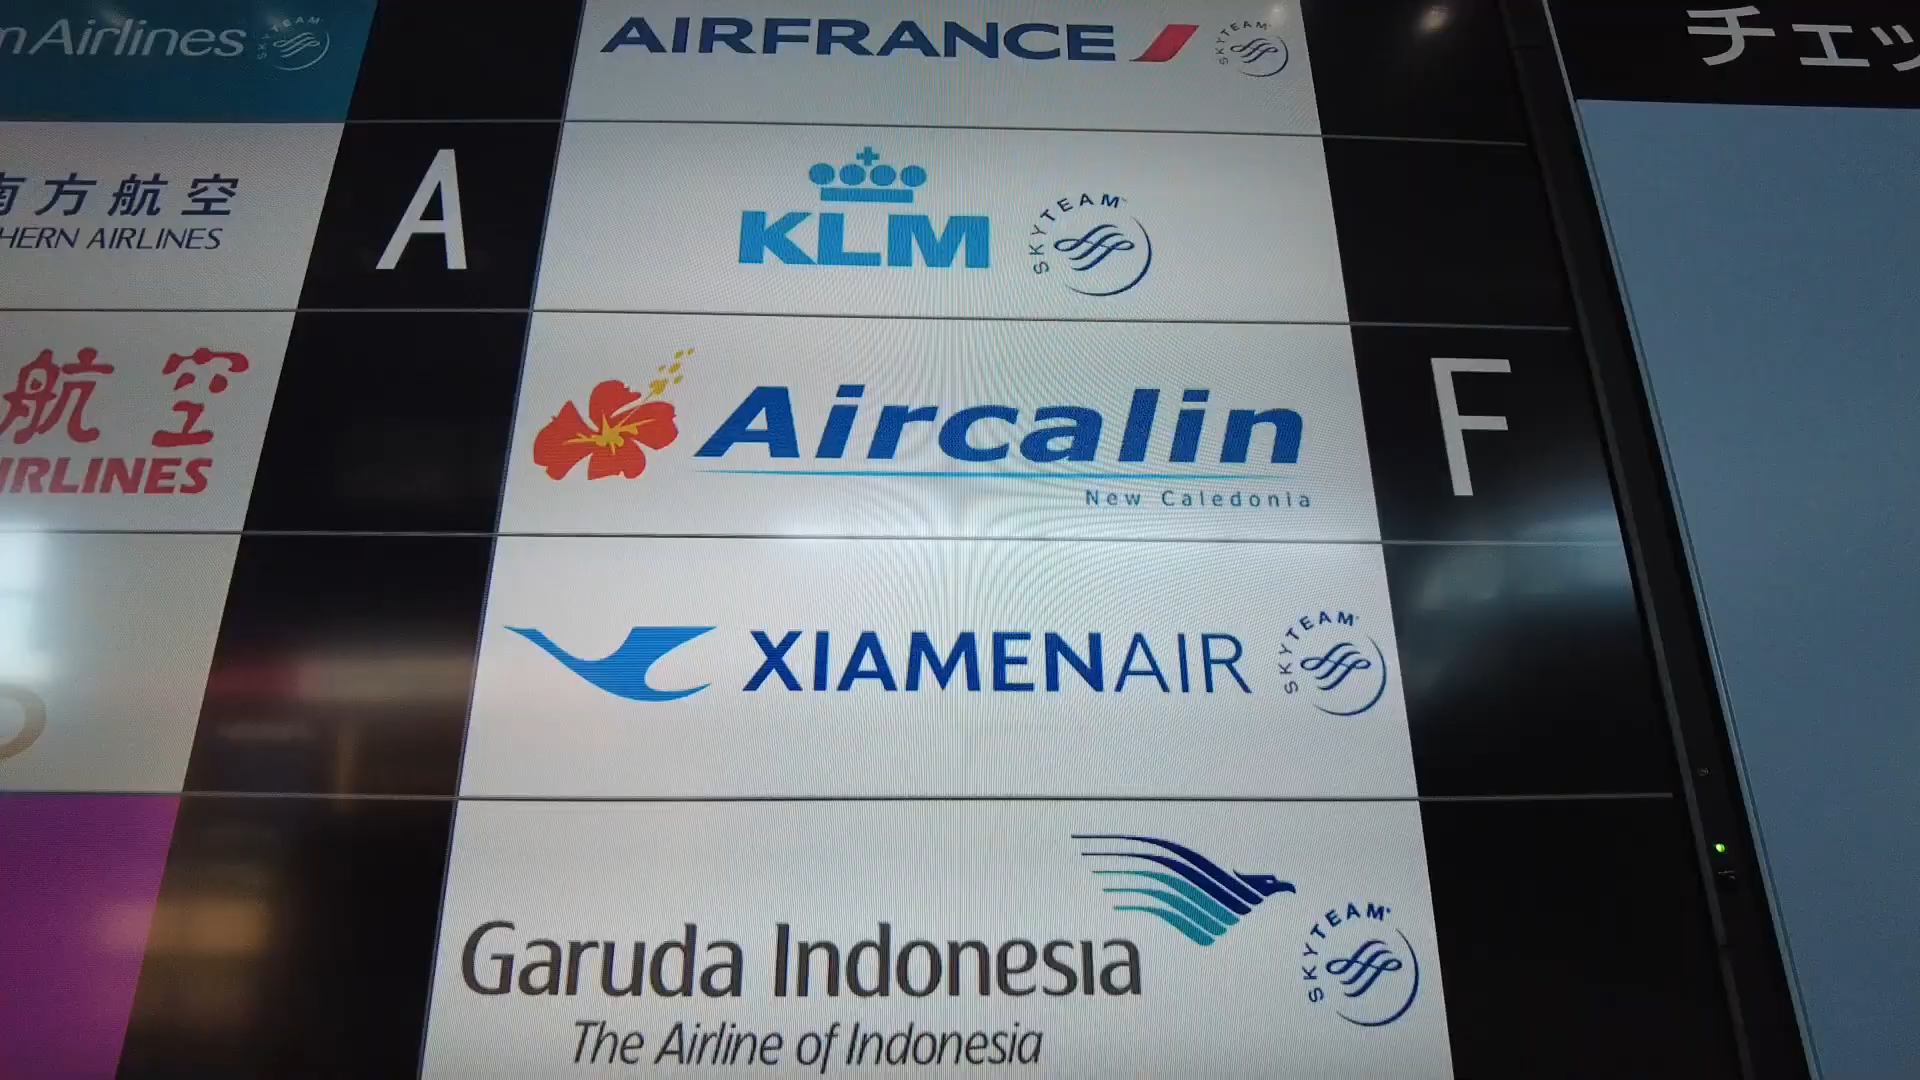 Airlines SKYTEAM
南方航空
HERN AIRLINES
A
航空
IRLINES
AIRFRANCE SKYTEAM
KLM SKYTEAM
Aircalin
New Caledonia
F
XIAMENAIR SKYTEAM
Garuda Indonesia SKYTEAM
The Airline of Indonesia
チェッ